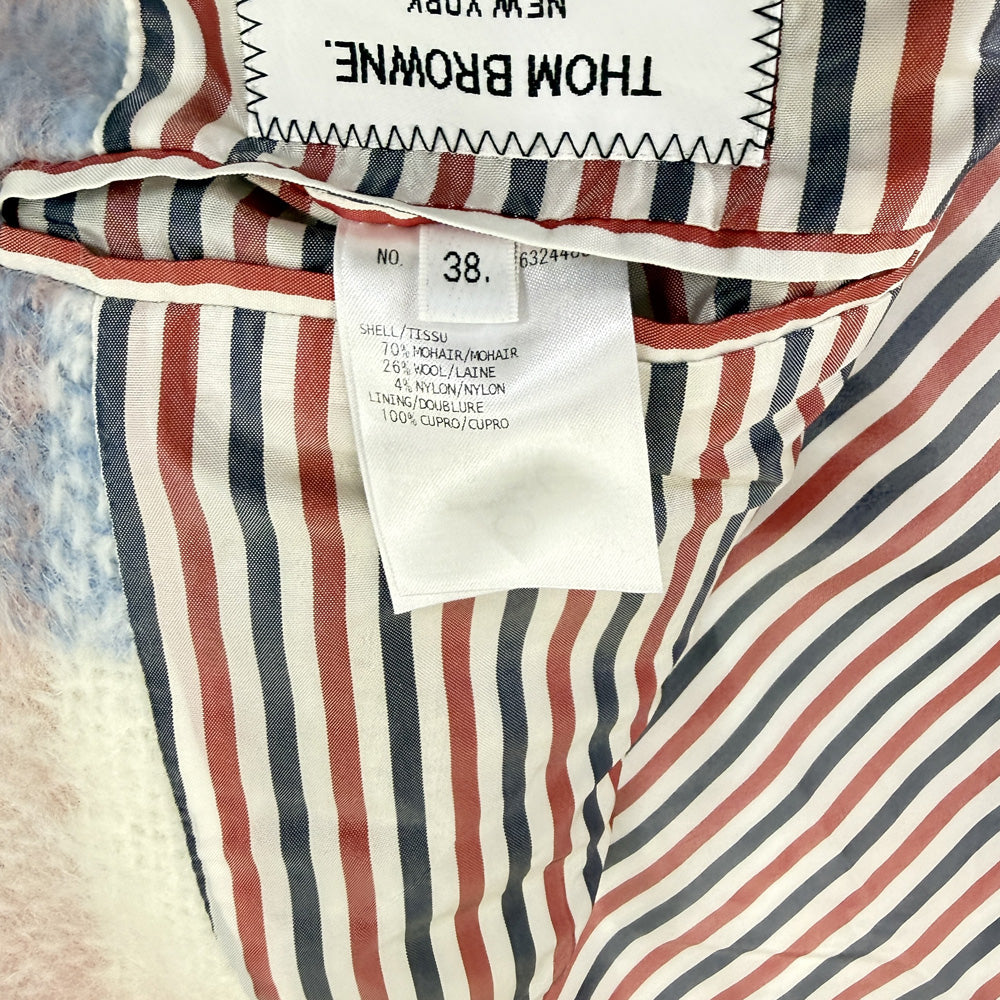 THOM BROWNE.
NEW YORK
NO.
38.
SHELL/TISSU
70% MOHAIR/MOHAIR
26% WOOL/LAINE
4% NYLON/NYLON
LINING/DOUBLURE
100% CUPRO/CUPRO